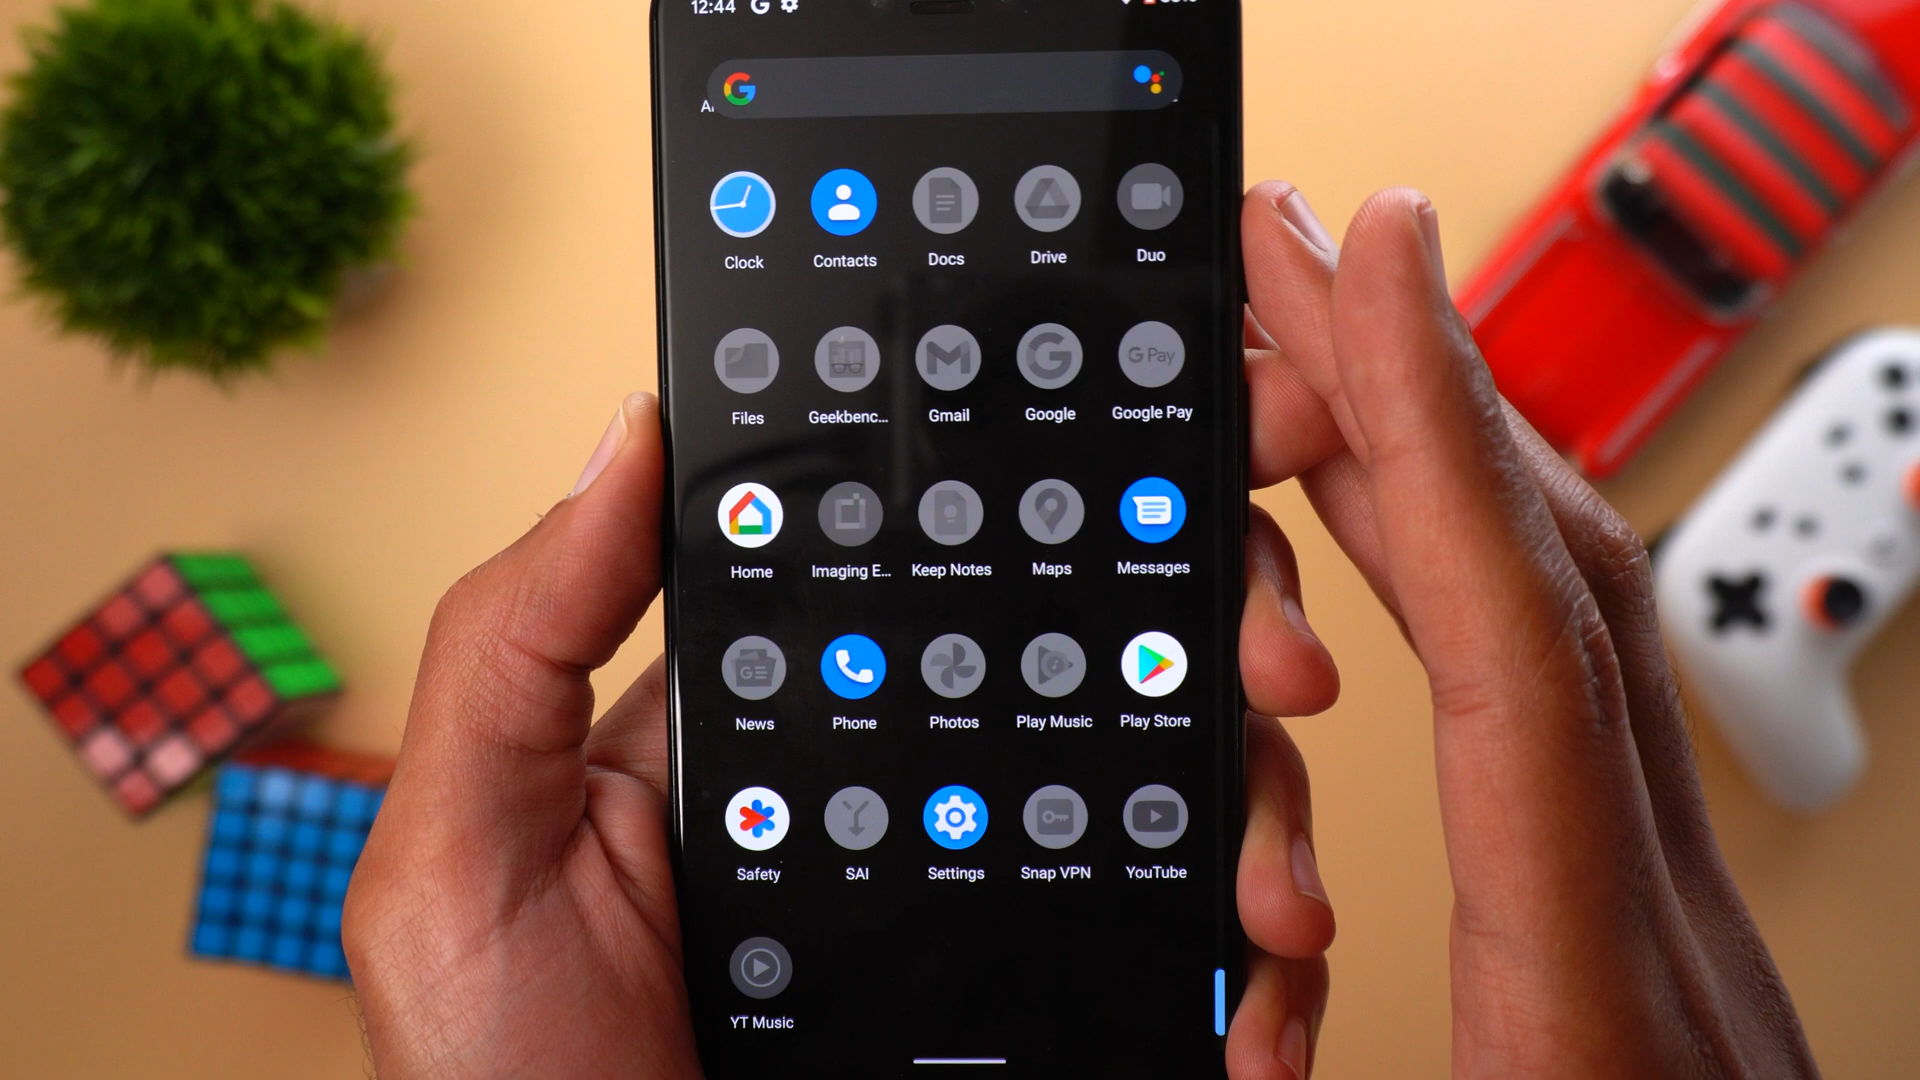 12:44
Clock Contacts Docs Drive Duo
G Pay
Files Geekbenc... Gmail Google Google Pay
Home Imaging E... Keep Notes Maps Messages
GE
News Phone Photos Play Music Play Store
Safety SAI Settings Snap VPN YouTube
YT Music